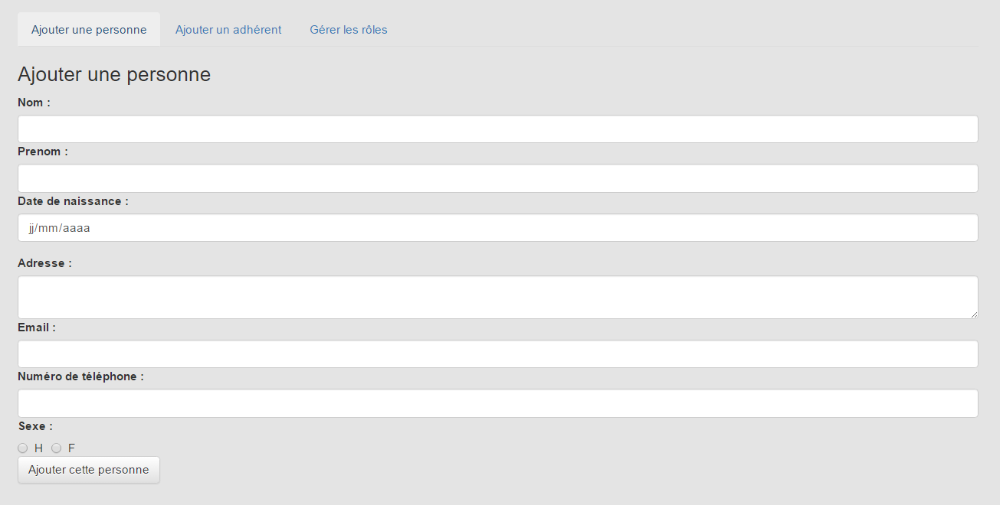 Ajouter une personne Ajouter un adhérent Gérer les rôles
Ajouter une personne
Nom :
Prenom :
Date de naissance :
jj/mm/aaaa
Adresse :
Email :
Numéro de téléphone :
Sexe :
H F
Ajouter cette personne